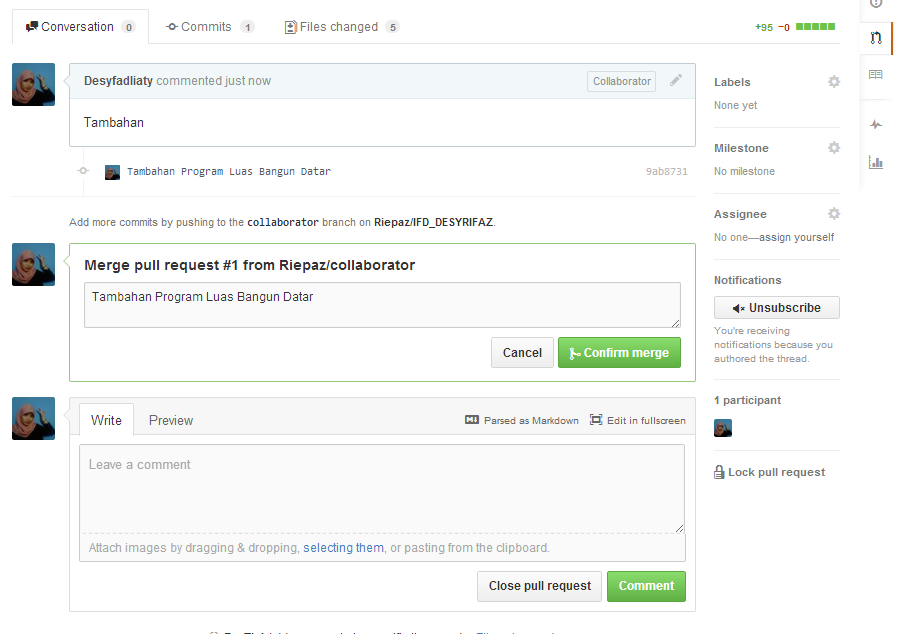 Conversation 0 Commits 1 Files changed 5 +95 −0
Desyfadliaty commented just now Collaborator
Tambahan
Tambahan Program Luas Bangun Datar 9ab8731
Add more commits by pushing to the collaborator branch on Riepaz/IFD_DESYRIFAZ.
Merge pull request #1 from Riepaz/collaborator
Tambahan Program Luas Bangun Datar
Cancel Confirm merge
Write Preview Parsed as Markdown Edit in fullscreen
Leave a comment
Attach images by dragging & dropping, selecting them, or pasting from the clipboard.
Close pull request Comment
Labels
None yet
Milestone
No milestone
Assignee
No one—assign yourself
Notifications
Unsubscribe
You're receiving
notifications because you
authored the thread.
1 participant
Lock pull request